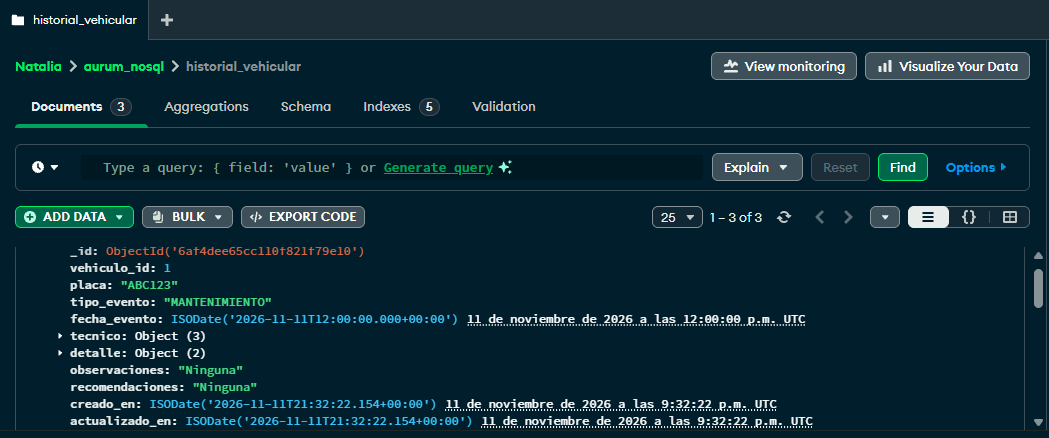 historial_vehicular
Natalia > aurum_nosql > historial_vehicular
View monitoring
Visualize Your Data
Documents 3 Aggregations Schema Indexes 5 Validation
Type a query: { field: 'value' } or Generate query
Explain Reset Find Options
ADD DATA BULK EXPORT CODE 25 1 – 3 of 3 {}
_id: ObjectId('6af4dee65cc110f821f79e10')
vehiculo_id: 1
placa: "ABC123"
tipo_evento: "MANTENIMIENTO"
fecha_evento: ISODate('2026-11-11T12:00:00.000+00:00') 11 de noviembre de 2026 a las 12:00:00 p.m. UTC
tecnico: Object (3)
detalle: Object (2)
observaciones: "Ninguna"
recomendaciones: "Ninguna"
creado_en: ISODate('2026-11-11T21:32:22.154+00:00') 11 de noviembre de 2026 a las 9:32:22 p.m. UTC
actualizado_en: ISODate('2026-11-11T21:32:22.154+00:00') 11 de noviembre de 2026 a las 9:32:22 p.m. UTC